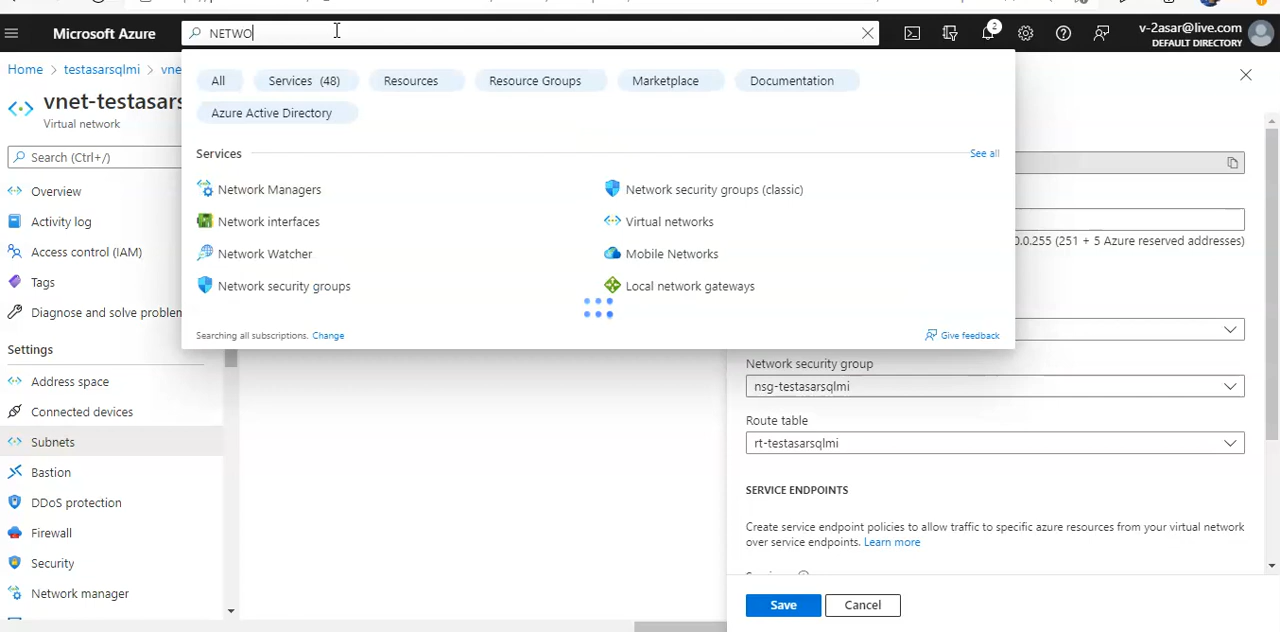 Microsoft Azure
NETWO
2
v-2asar@live.com
DEFAULT DIRECTORY
Home > testasarsqlmi > vne
vnet-testasars
Virtual network
Search (Ctrl+/)
Overview
Activity log
Access control (IAM)
Tags
Diagnose and solve problem
Settings
Address space
Connected devices
Subnets
Bastion
DDoS protection
Firewall
Security
Network manager
All
Services (48)
Resources
Resource Groups
Marketplace
Documentation
Azure Active Directory
Services
See all
Network Managers
Network security groups (classic)
Network interfaces
Virtual networks
Network Watcher
Mobile Networks
Network security groups
Local network gateways
Searching all subscriptions. Change
Give feedback
0.0.255 (251 + 5 Azure reserved addresses)
Network security group
nsg-testasarsqlmi
Route table
rt-testasarsqlmi
SERVICE ENDPOINTS
Create service endpoint policies to allow traffic to specific azure resources from your virtual network
over service endpoints. Learn more
Save
Cancel